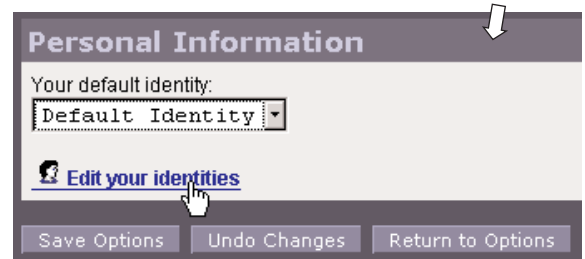 Personal Information
Your default identity:
Default Identity
Edit your identities
Save Options Undo Changes Return to Options